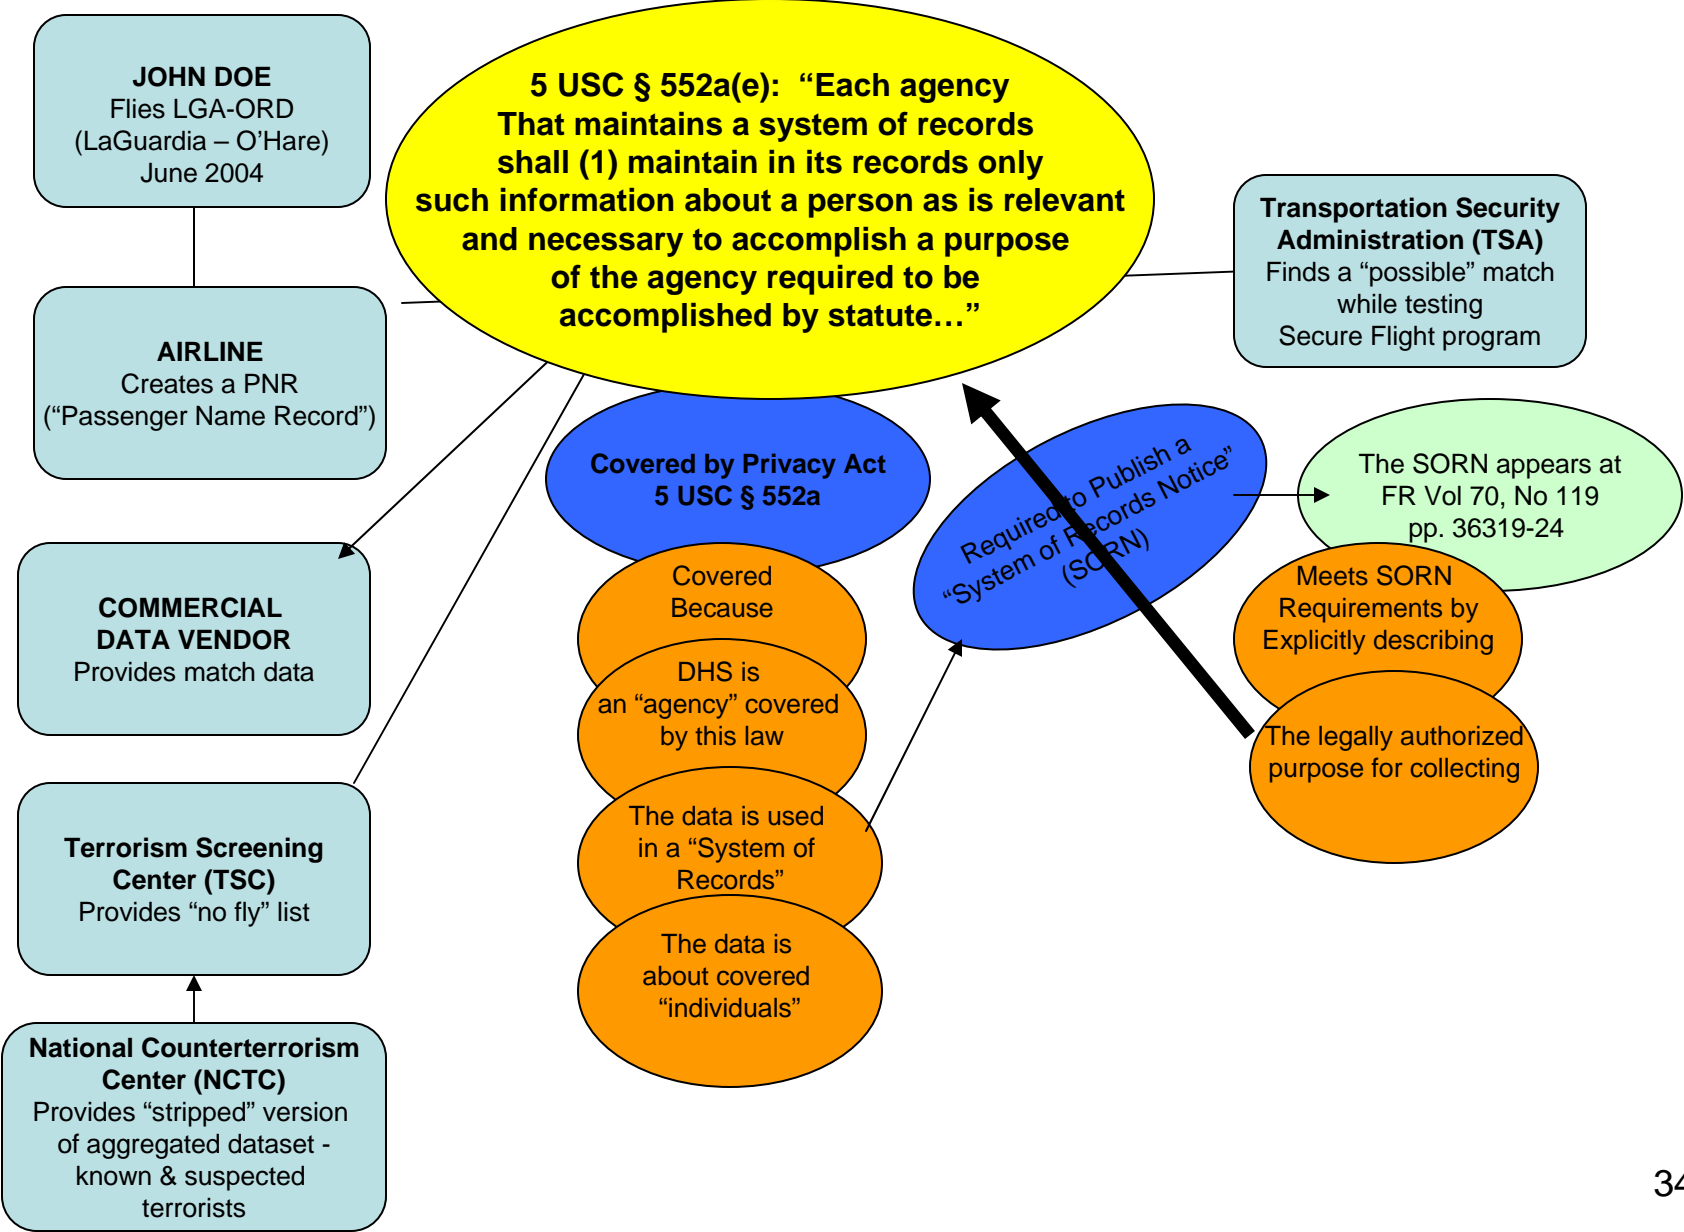 JOHN DOE
Flies LGA-ORD
(LaGuardia – O’Hare)
June 2004
5 USC § 552a(e): “Each agency
That maintains a system of records
shall (1) maintain in its records only
such information about a person as is relevant
and necessary to accomplish a purpose
of the agency required to be
accomplished by statute…”
Transportation Security
Administration (TSA)
Finds a “possible” match
while testing
Secure Flight program
AIRLINE
Creates a PNR
(“Passenger Name Record”)
Covered by Privacy Act
5 USC § 552a
Required to Publish a
“System of Records Notice”
(SORN)
The SORN appears at
FR Vol 70, No 119
pp. 36319-24
COMMERCIAL
DATA VENDOR
Provides match data
Covered
Because
DHS is
an “agency” covered
by this law
The data is used
in a “System of
Records”
The data is
about covered
“individuals”
Meets SORN
Requirements by
Explicitly describing
The legally authorized
purpose for collecting
Terrorism Screening
Center (TSC)
Provides “no fly” list
National Counterterrorism
Center (NCTC)
Provides “stripped” version
of aggregated dataset -
known & suspected
terrorists
34